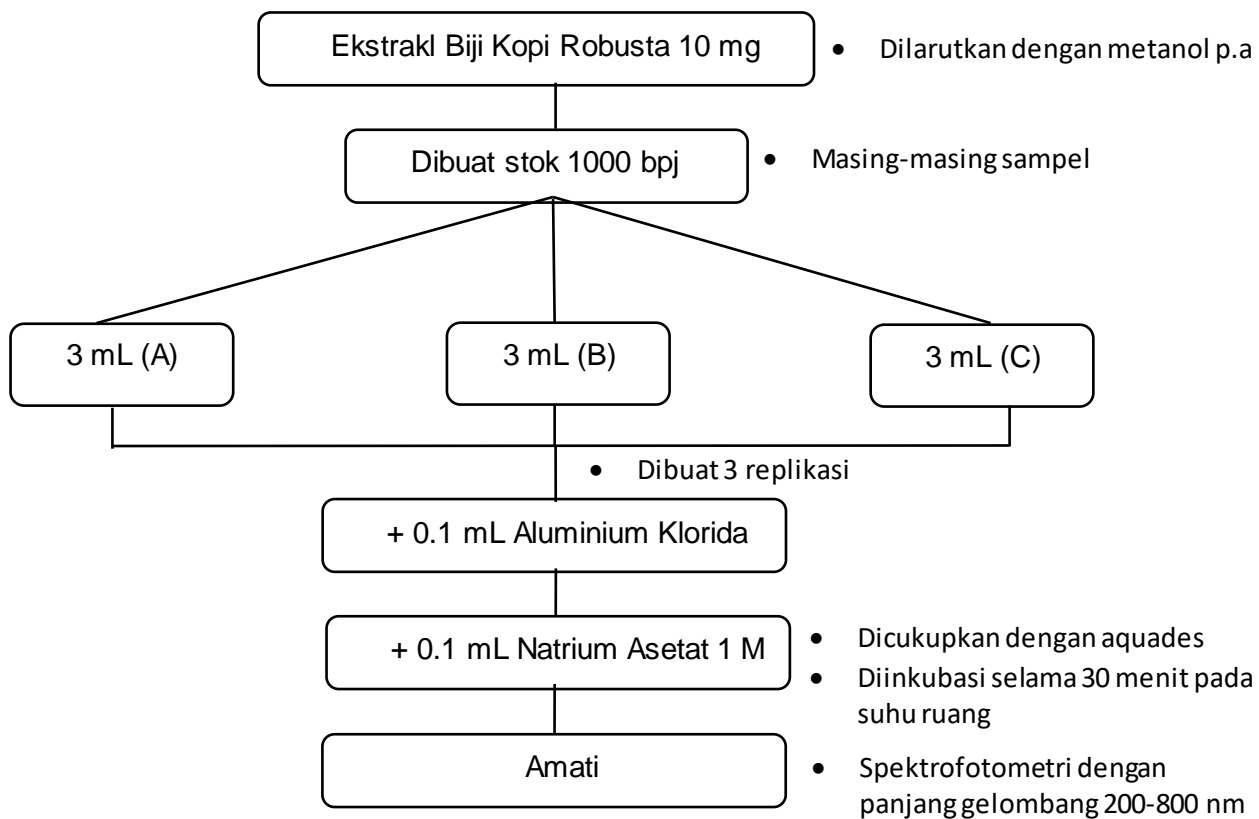 Ekstrakl Biji Kopi Robusta 10 mg
• Dilarutkan dengan metanol p.a
Dibuat stok 1000 bpj
• Masing-masing sampel
3 mL (A)
3 mL (B)
3 mL (C)
• Dibuat 3 replikasi
+ 0.1 mL Aluminium Klorida
+ 0.1 mL Natrium Asetat 1 M
• Dicukupkan dengan aquades
• Diinkubasi selama 30 menit pada
suhu ruang
Amati
• Spektrofotometri dengan
panjang gelombang 200-800 nm